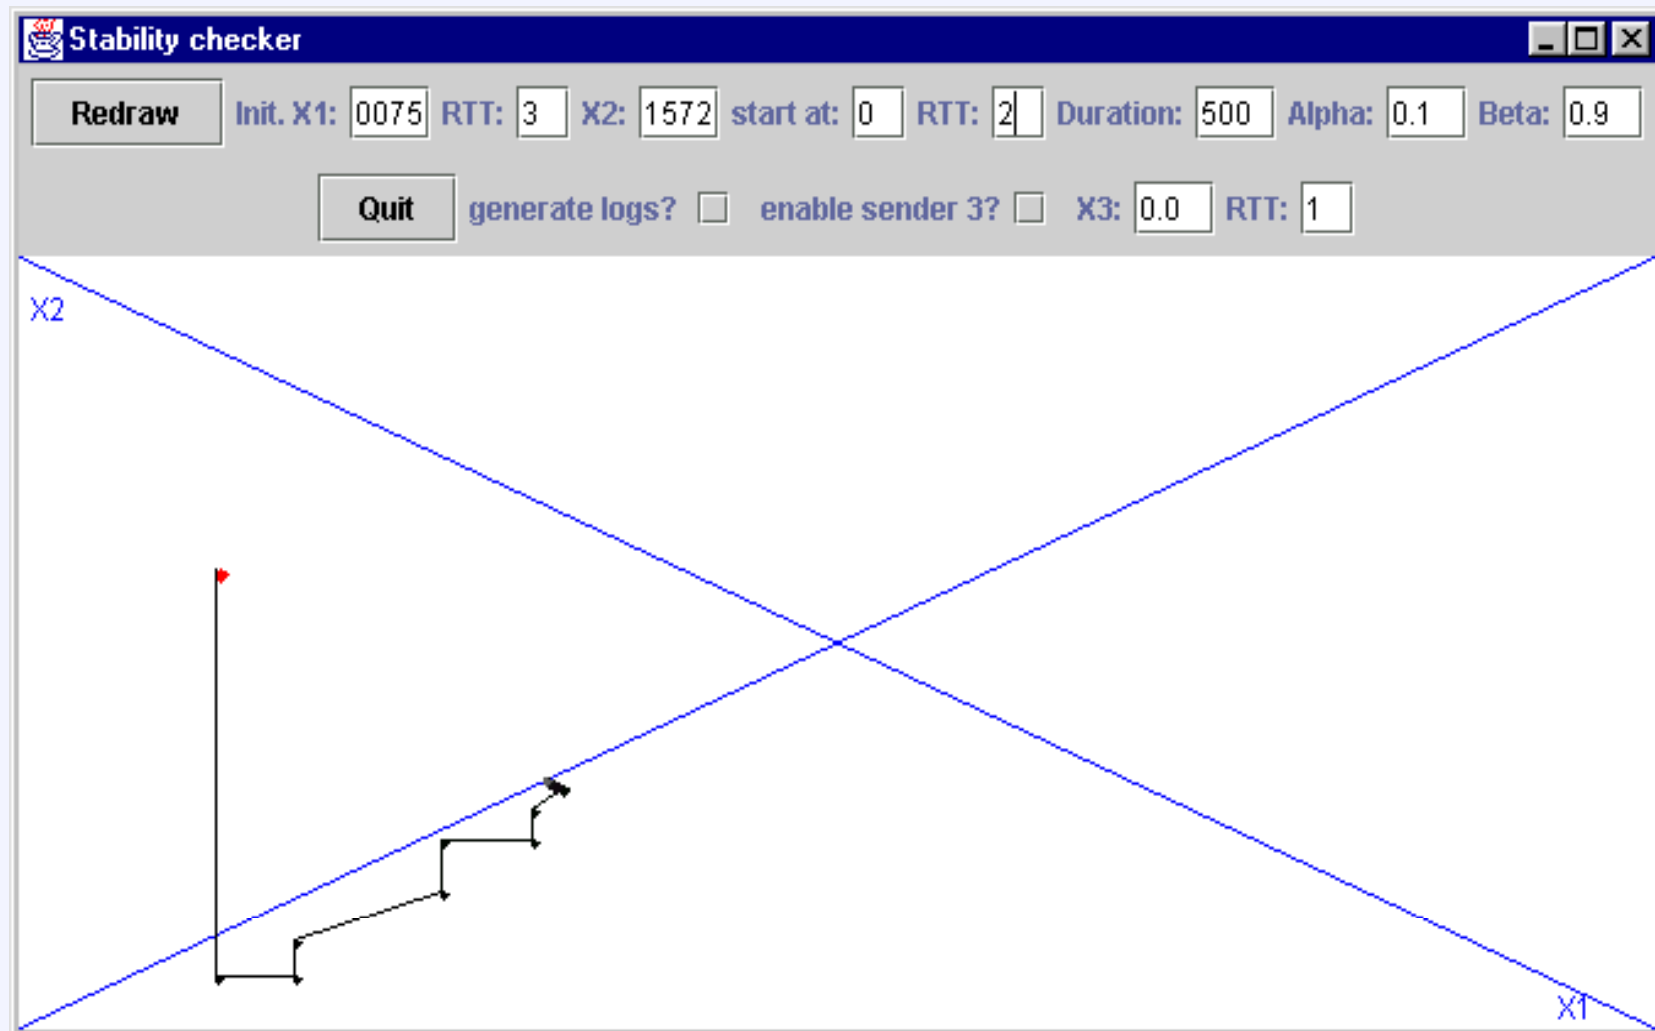 Stability checker
Redraw Init. X1: 0075 RTT: 3 X2: 1572 start at: 0 RTT: 2 Duration: 500 Alpha: 0.1 Beta: 0.9
Quit generate logs? enable sender 3? X3: 0.0 RTT: 1
X2
X1